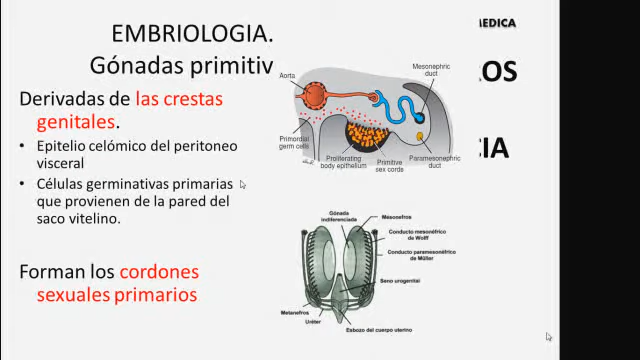 EMBRIOLOGIA.
Gónadas primitiv
Derivadas de las crestas
genitales.
• Epitelio celómico del peritoneo
visceral
• Células germinativas primarias
que provienen de la pared del
saco vitelino.
Forman los cordones
sexuales primarios
Aorta
Mesonephric
duct
Primordial
germ cells
Proliferating
body epithelium
Primitive
sex cords
Paramesonephric
duct
Gónada
indiferenciada
Mesonefros
Conducto mesonéfrico
de Wolff
Conducto paramesonéfrico
de Müller
Seno urogenital
Metanefros
Uréter
Esbozo del cuerpo uterino
MEDICA
OS
IA